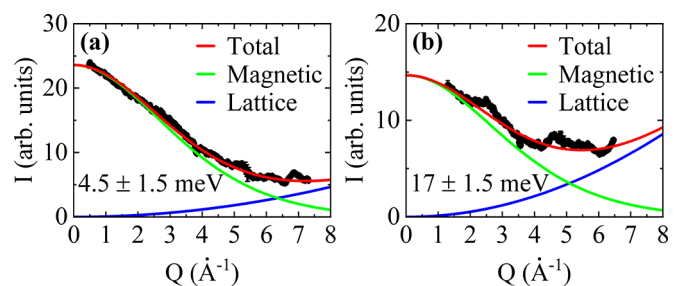 (a)
Total
Magnetic
Lattice
4.5 ± 1.5 meV
I (arb. units)
30
20
10
0
0 1 2 3 4 5 6 7 8
Q (Å⁻¹)
(b)
Total
Magnetic
Lattice
17 ± 1.5 meV
I (arb. units)
20
10
0
0 1 2 3 4 5 6 7 8
Q (Å⁻¹)